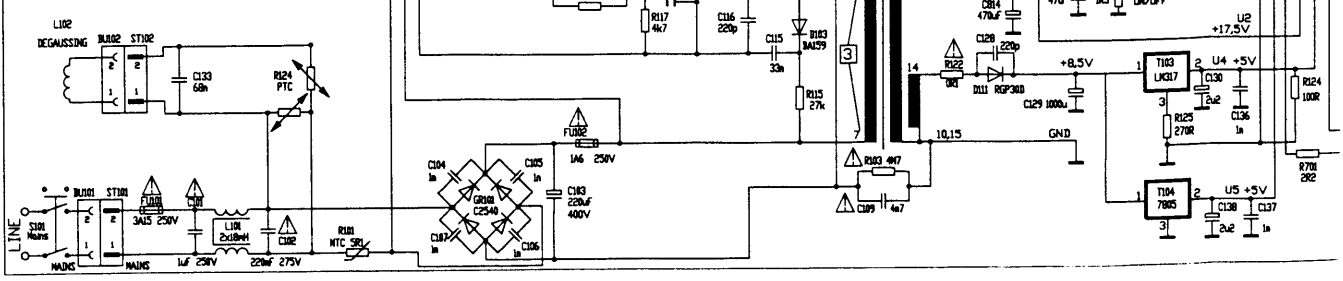 L102
DEGAUSSING
BU102 ST102
2 2
1 1
C133
68n
R124
PTC
LINE
S101
Mains
BU101 ST101
2 2
1 1
MAINS MAINS
FU101
3A15 250V
C101
1uF 250V
L101
2x18mH
C102
220nF 275V
R101
NTC 5R1
C104
1n
C105
1n
GR101
C2540
C107
1n
C106
1n
C103
220uF
400V
FU102
1A6 250V
R117
4k7
C116
220p
C115
33n
D103
BA159
R115
27k
3
7
14
10,15
R103 4M7
C109 4n7
R122
0R1
C128 220p
D111 RGP30D
C129 1000u
+8,5V
GND
C814
470uF
U2
+17,5V
1 T103 2 U4 +5V
LM317
3
C130
2u2
C136
1n
R125
270R
R124
100R
R701
2R2
1 T104 2 U5 +5V
7805
3
C138
2u2
C137
1n